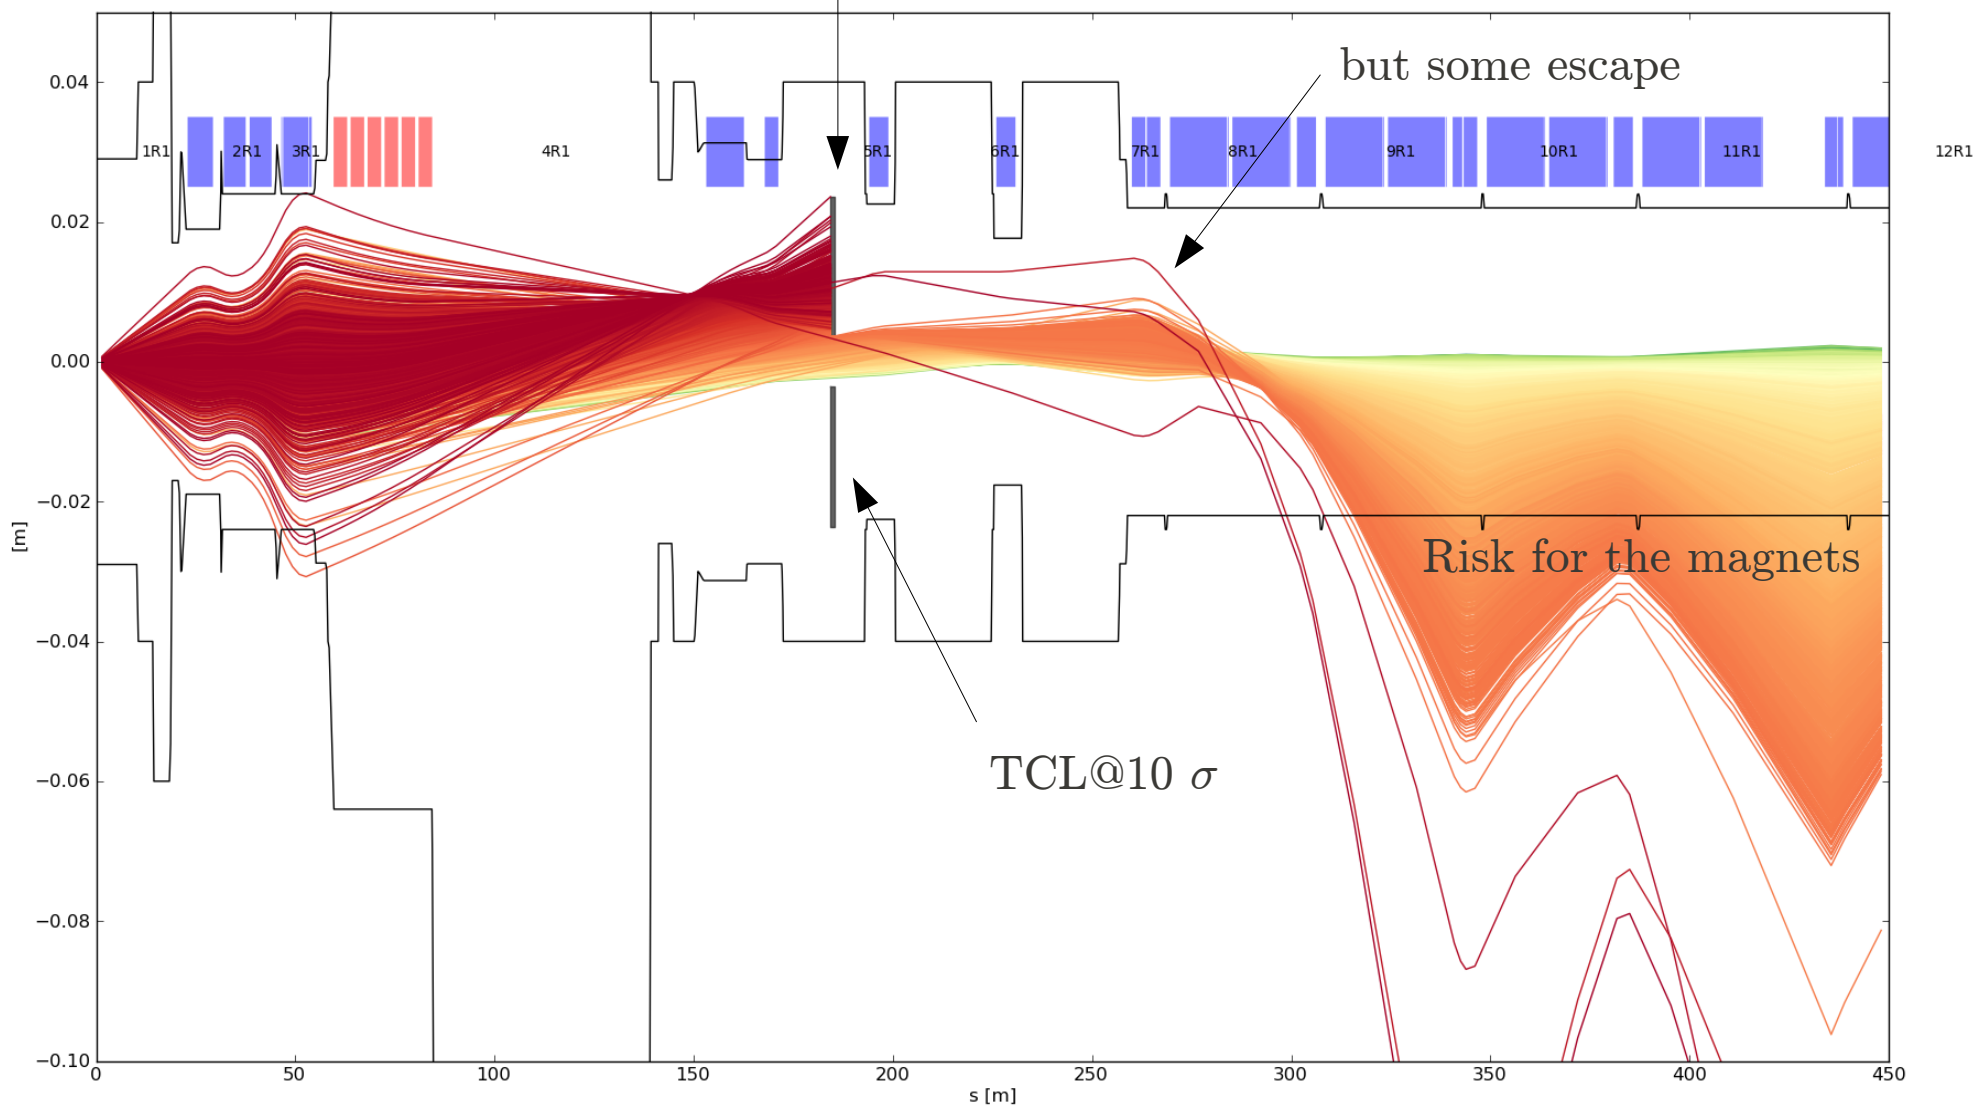 but some escape
0.04
1R1 2R1 3R1 4R1 5R1 6R1 7R1 8R1 9R1 10R1 11R1 12R1
0.02
0.00
−0.02
[m]
Risk for the magnets
−0.04
TCL@10 σ
−0.06
−0.08
−0.10
0 50 100 150 200 250 300 350 400 450
s [m]